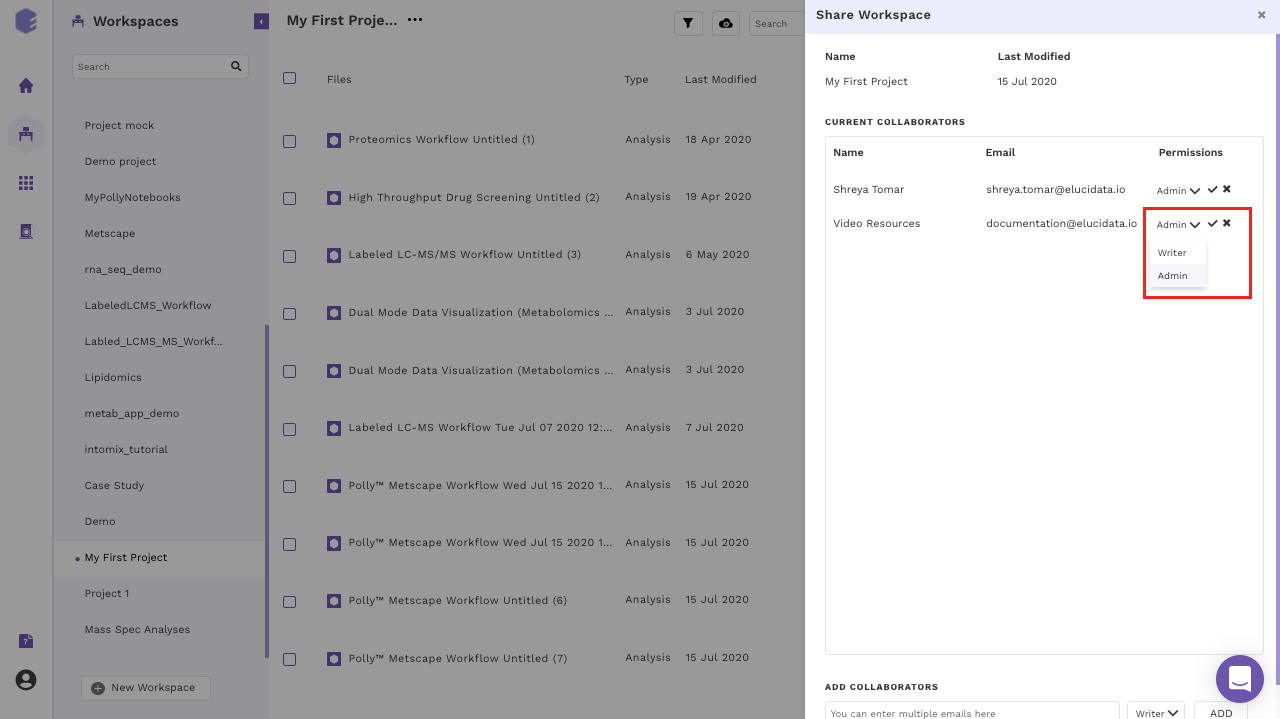 Workspaces
Search
Project mock
Demo project
MyPollyNotebooks
Metscape
rna_seq_demo
LabeledLCMS_Workflow
Labled_LCMS_MS_Workf...
Lipidomics
metab_app_demo
intomix_tutorial
Case Study
Demo
My First Project
Project 1
Mass Spec Analyses
New Workspace
?
My First Proje... •••
Search
Files Type Last Modified
Proteomics Workflow Untitled (1) Analysis 18 Apr 2020
High Throughput Drug Screening Untitled (2) Analysis 19 Apr 2020
Labeled LC-MS/MS Workflow Untitled (3) Analysis 6 May 2020
Dual Mode Data Visualization (Metabolomics ... Analysis 3 Jul 2020
Dual Mode Data Visualization (Metabolomics ... Analysis 3 Jul 2020
Labeled LC-MS Workflow Tue Jul 07 2020 12:... Analysis 7 Jul 2020
Polly™ Metscape Workflow Wed Jul 15 2020 1... Analysis 15 Jul 2020
Polly™ Metscape Workflow Wed Jul 15 2020 1... Analysis 15 Jul 2020
Polly™ Metscape Workflow Untitled (6) Analysis 15 Jul 2020
Polly™ Metscape Workflow Untitled (7) Analysis 15 Jul 2020
Share Workspace
Name Last Modified
My First Project 15 Jul 2020
CURRENT COLLABORATORS
Name Email Permissions
Shreya Tomar shreya.tomar@elucidata.io Admin
Video Resources documentation@elucidata.io Admin
Writer
Admin
ADD COLLABORATORS
You can enter multiple emails here Writer ADD